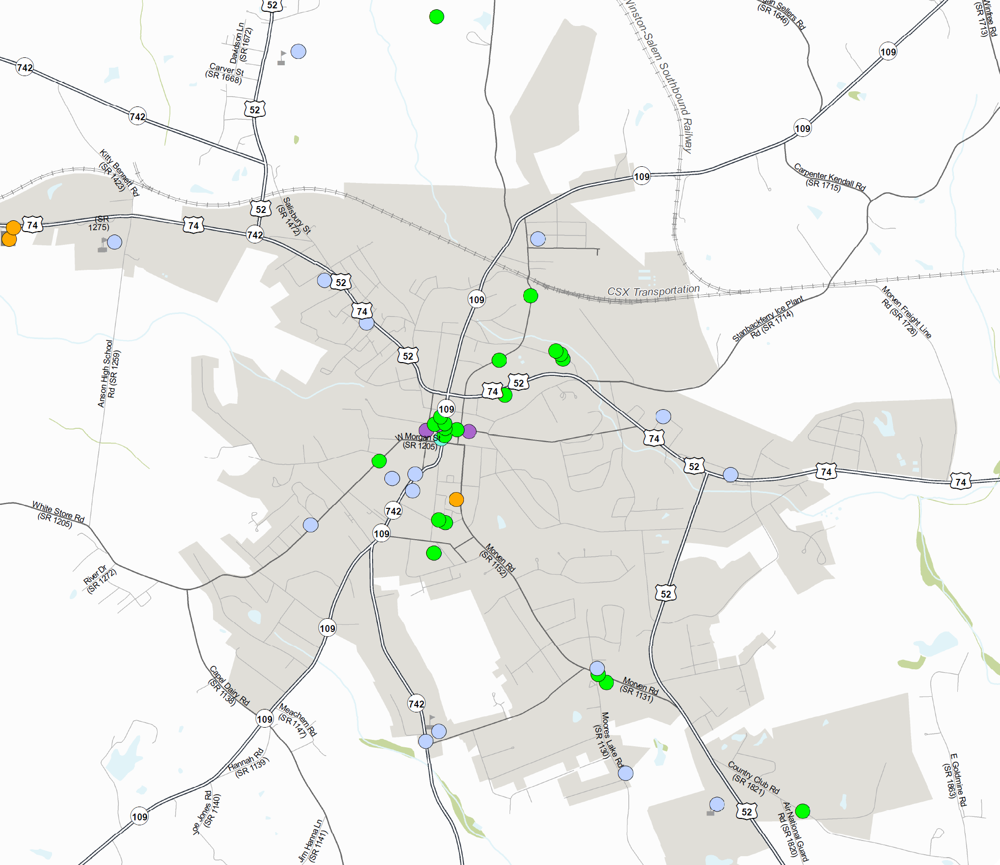 52
Winston-Salem Southbound Railway
gan Sellers Rd
(SR 1646)
Winfree Rd
(SR 1713)
Davidson Ln
(SR 1672)
109
742
Carver St
(SR 1668)
52
742
109
Kitty Bennett Rd
(SR 1423)
109
Carpenter Kendall Rd
(SR 1715)
52
Salisbury St
(SR 1472)
74
(SR
1275)
74
742
52
CSX Transportation
109
74
Stanbackferry Ice Plant
Rd (SR 1714)
Morven Freight Line
Rd (SR 1726)
Anson High School
Rd (SR 1259)
52
52
74
109
W Morgan St
(SR 1205)
74
52
74
74
White Store Rd
(SR 1205)
742
109
Morven Rd
(SR 1152)
River Dr
(SR 1272)
52
109
Capel Dairy Rd
(SR 1138)
Morven Rd
(SR 1131)
742
109
Meachem Rd
(SR 1147)
Moores Lake Rd
(SR 1130)
Hannah Rd
(SR 1139)
Country Club Rd
(SR 1821)
E Goldmine Rd
(SR 1863)
Joe Jones Rd
(SR 1140)
109
52
Air National Guard
Rd (SR 1820)
Jim Hanna Ln
(SR 1141)